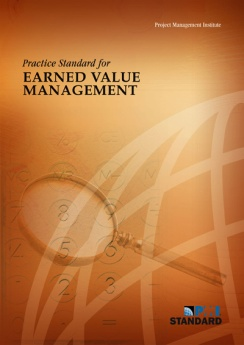 Project Management Institute
Practice Standard for
EARNED VALUE
MANAGEMENT
STANDARD